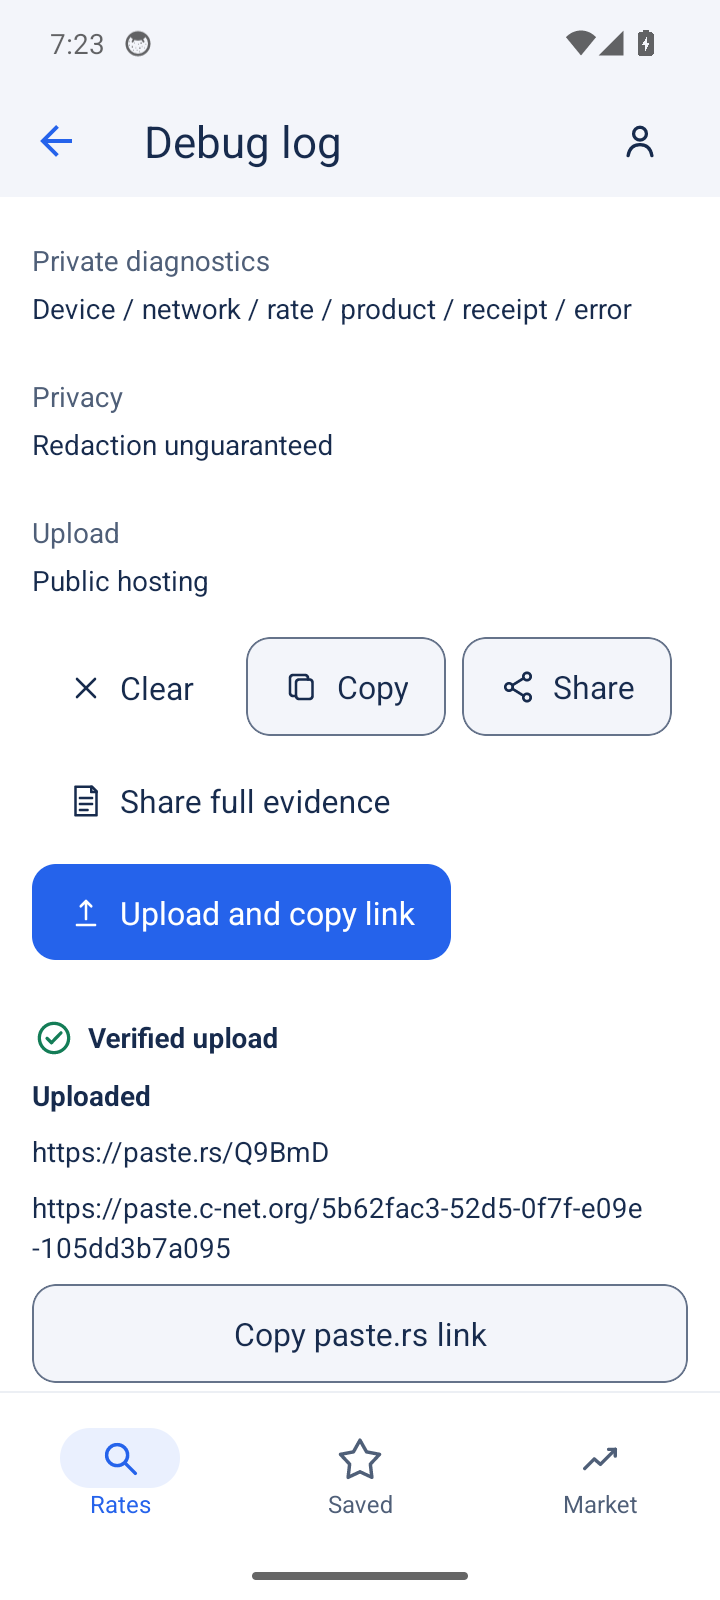 7:23
Debug log
Private diagnostics
Device / network / rate / product / receipt / error
Privacy
Redaction unguaranteed
Upload
Public hosting
Clear
Copy
Share
Share full evidence
Upload and copy link
Verified upload
Uploaded
https://paste.rs/Q9BmD
https://paste.c-net.org/5b62fac3-52d5-0f7f-e09e
-105dd3b7a095
Copy paste.rs link
Rates
Saved
Market